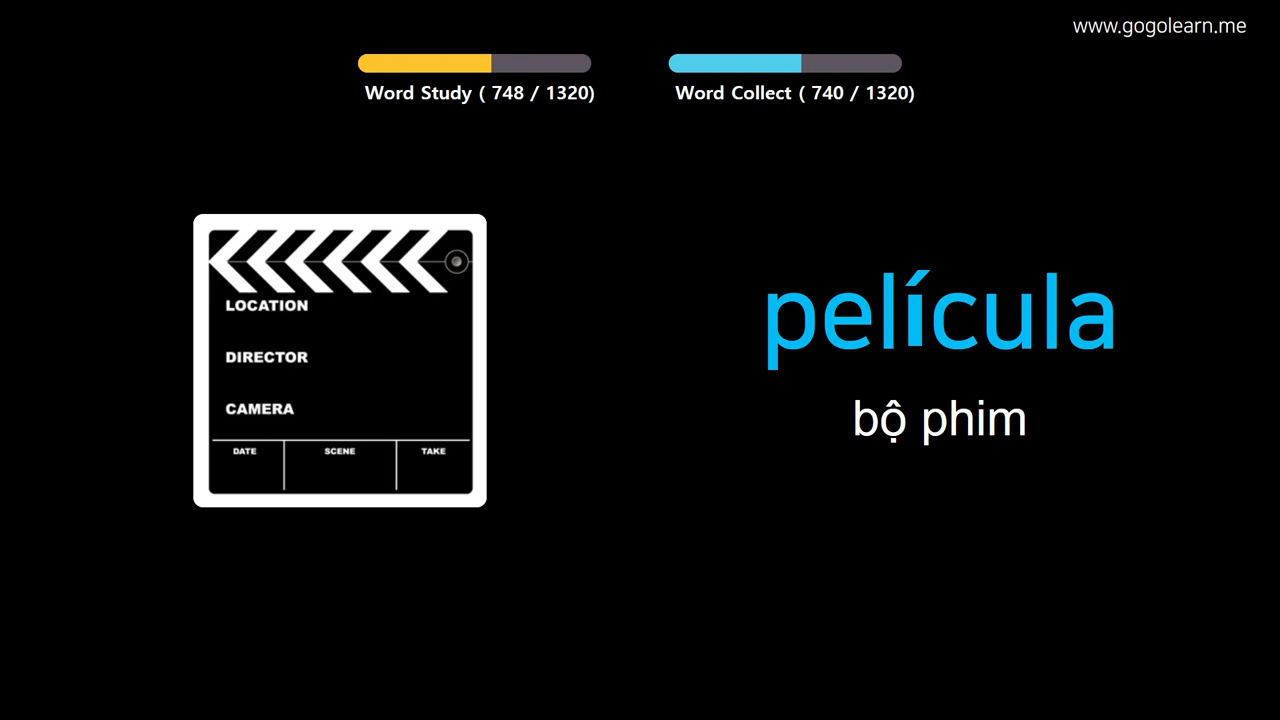 www.gogolearn.me
Word Study ( 748 / 1320)
Word Collect ( 740 / 1320)
LOCATION
DIRECTOR
CAMERA
DATE SCENE TAKE
película
bộ phim